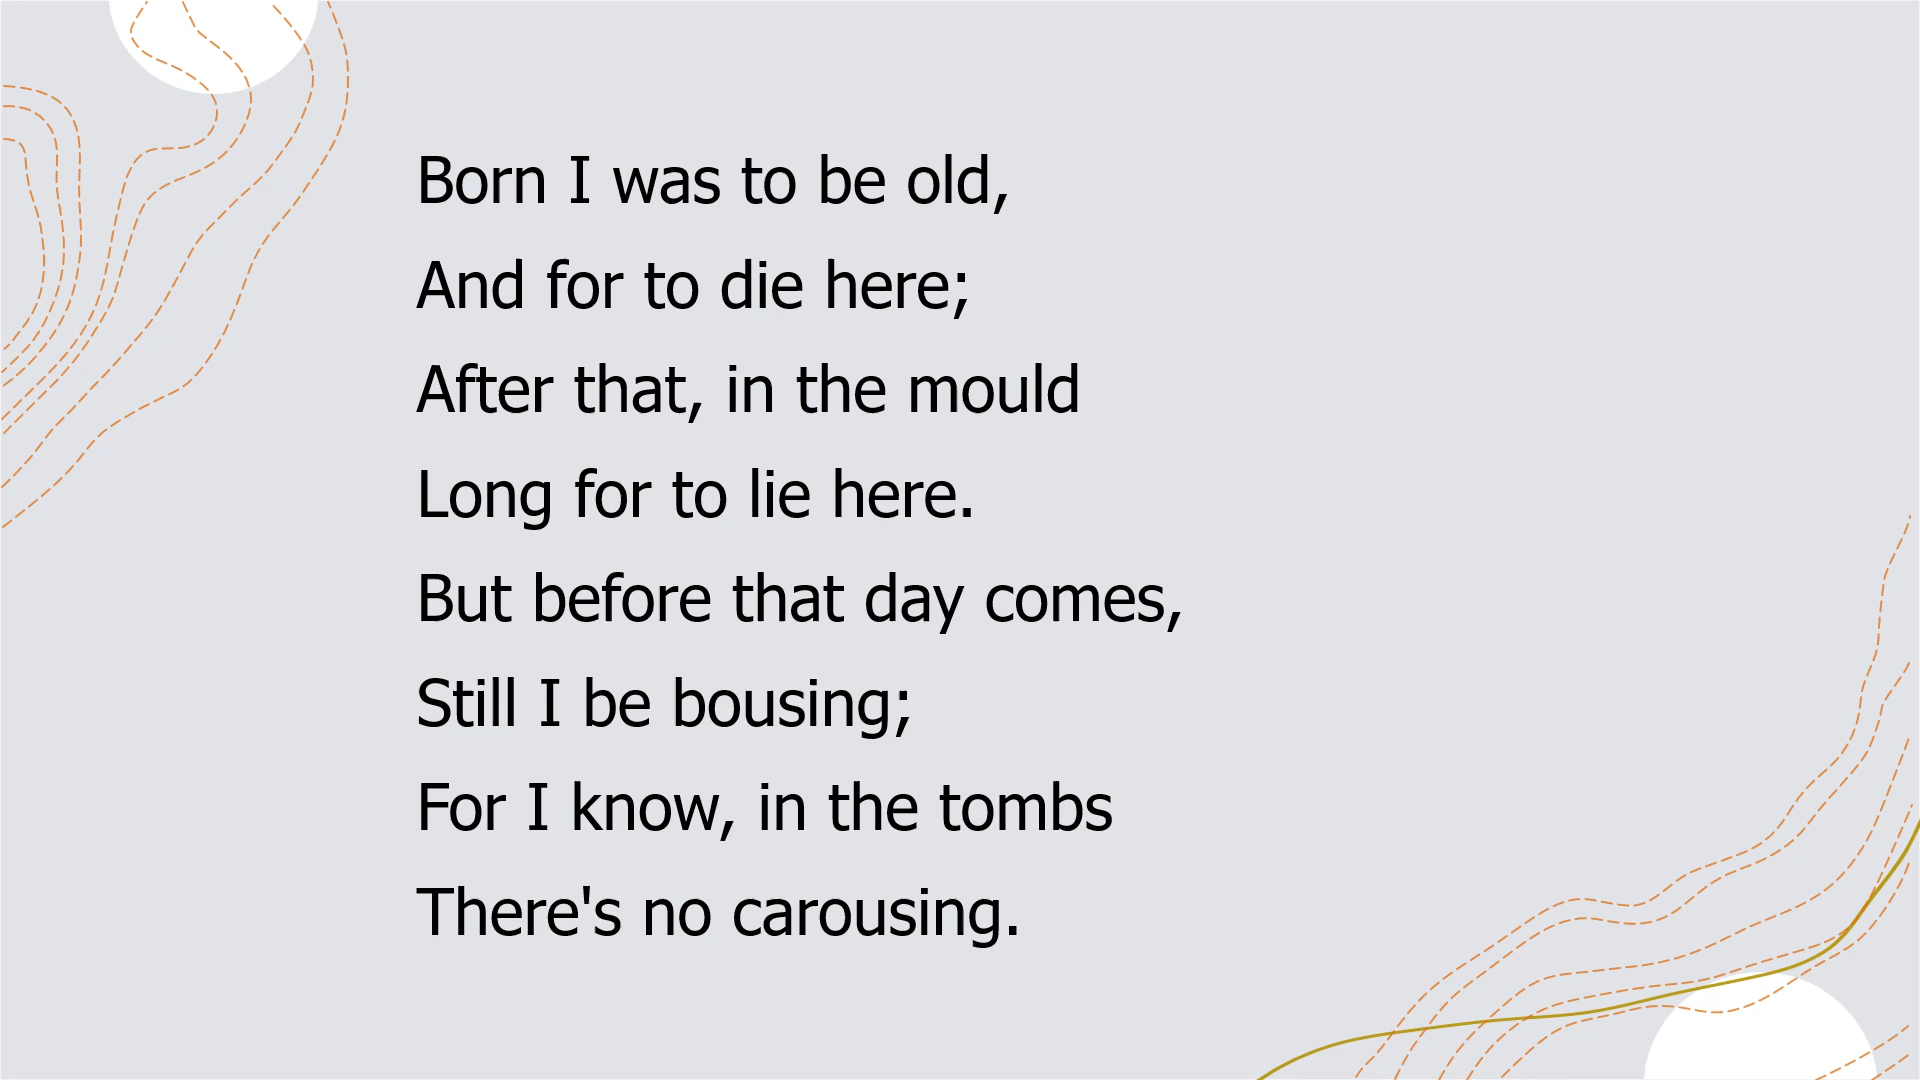 Born I was to be old,
And for to die here;
After that, in the mould
Long for to lie here.
But before that day comes,
Still I be bousing;
For I know, in the tombs
There's no carousing.